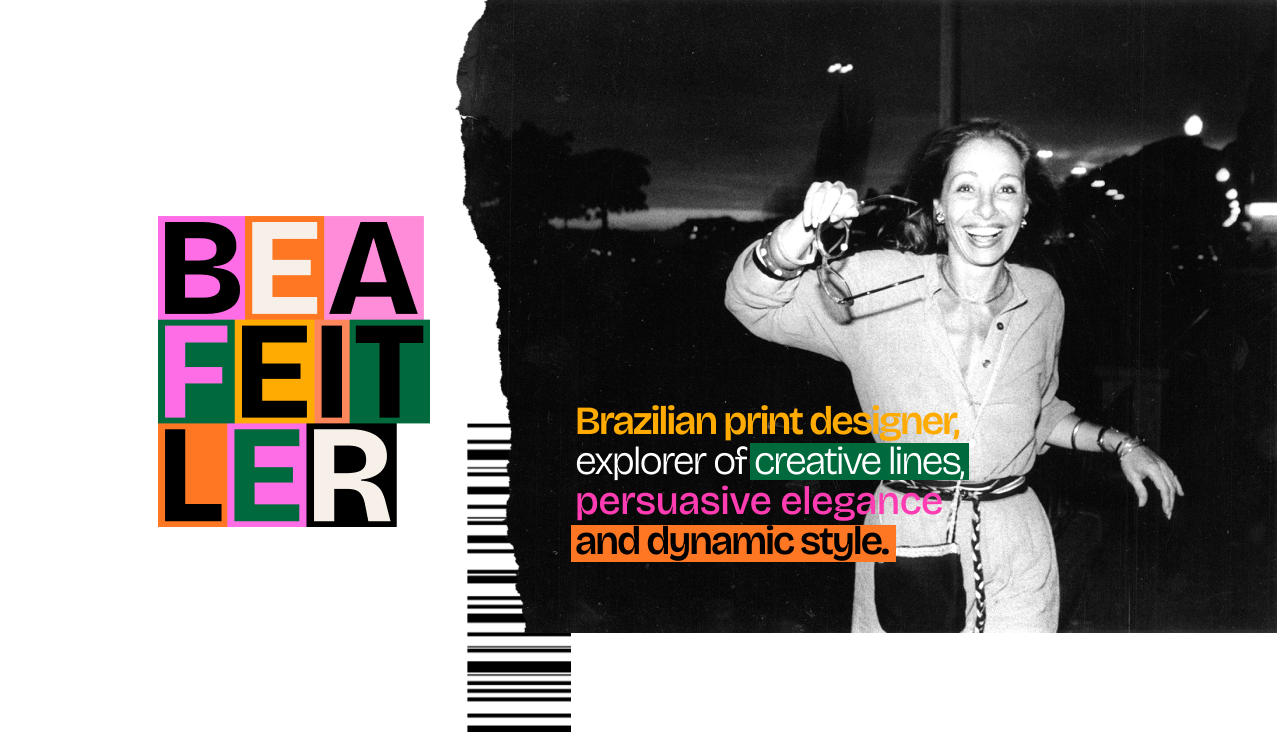 BEA
FEIT
LER
Brazilian print designer,
explorer of creative lines,
persuasive elegance
and dynamic style.